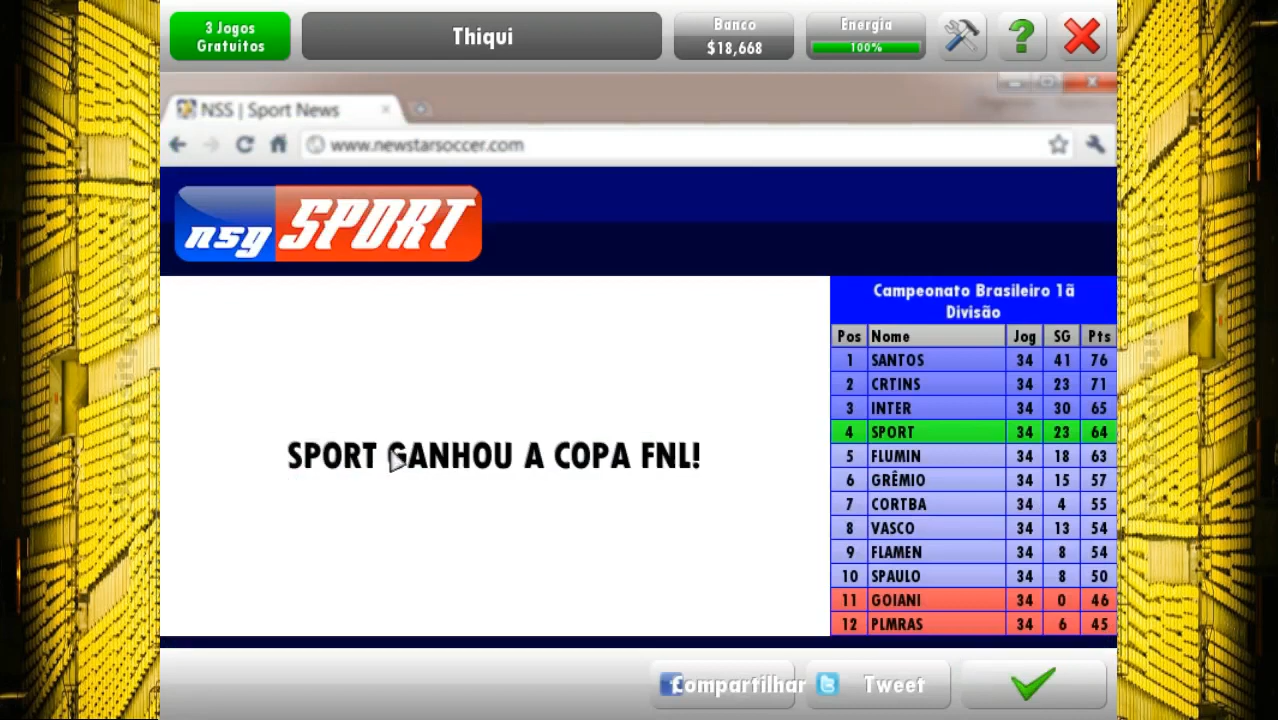 3 Jogos
Gratuitos
Thiqui
Banco
$18,668
Energia
100%
NSS | Sport News
www.newstarsoccer.com
nsg SPORT
SPORT GANHOU A COPA FNL!
Campeonato Brasileiro 1ã
Divisão
Pos Nome Jog SG Pts
1 SANTOS 34 41 76
2 CRTINS 34 23 71
3 INTER 34 30 65
4 SPORT 34 23 64
5 FLUMIN 34 18 63
6 GRÊMIO 34 15 57
7 CORTBA 34 4 55
8 VASCO 34 13 54
9 FLAMEN 34 8 54
10 SPAULO 34 8 50
11 GOIANI 34 0 46
12 PLMRAS 34 6 45
Compartilhar
Tweet